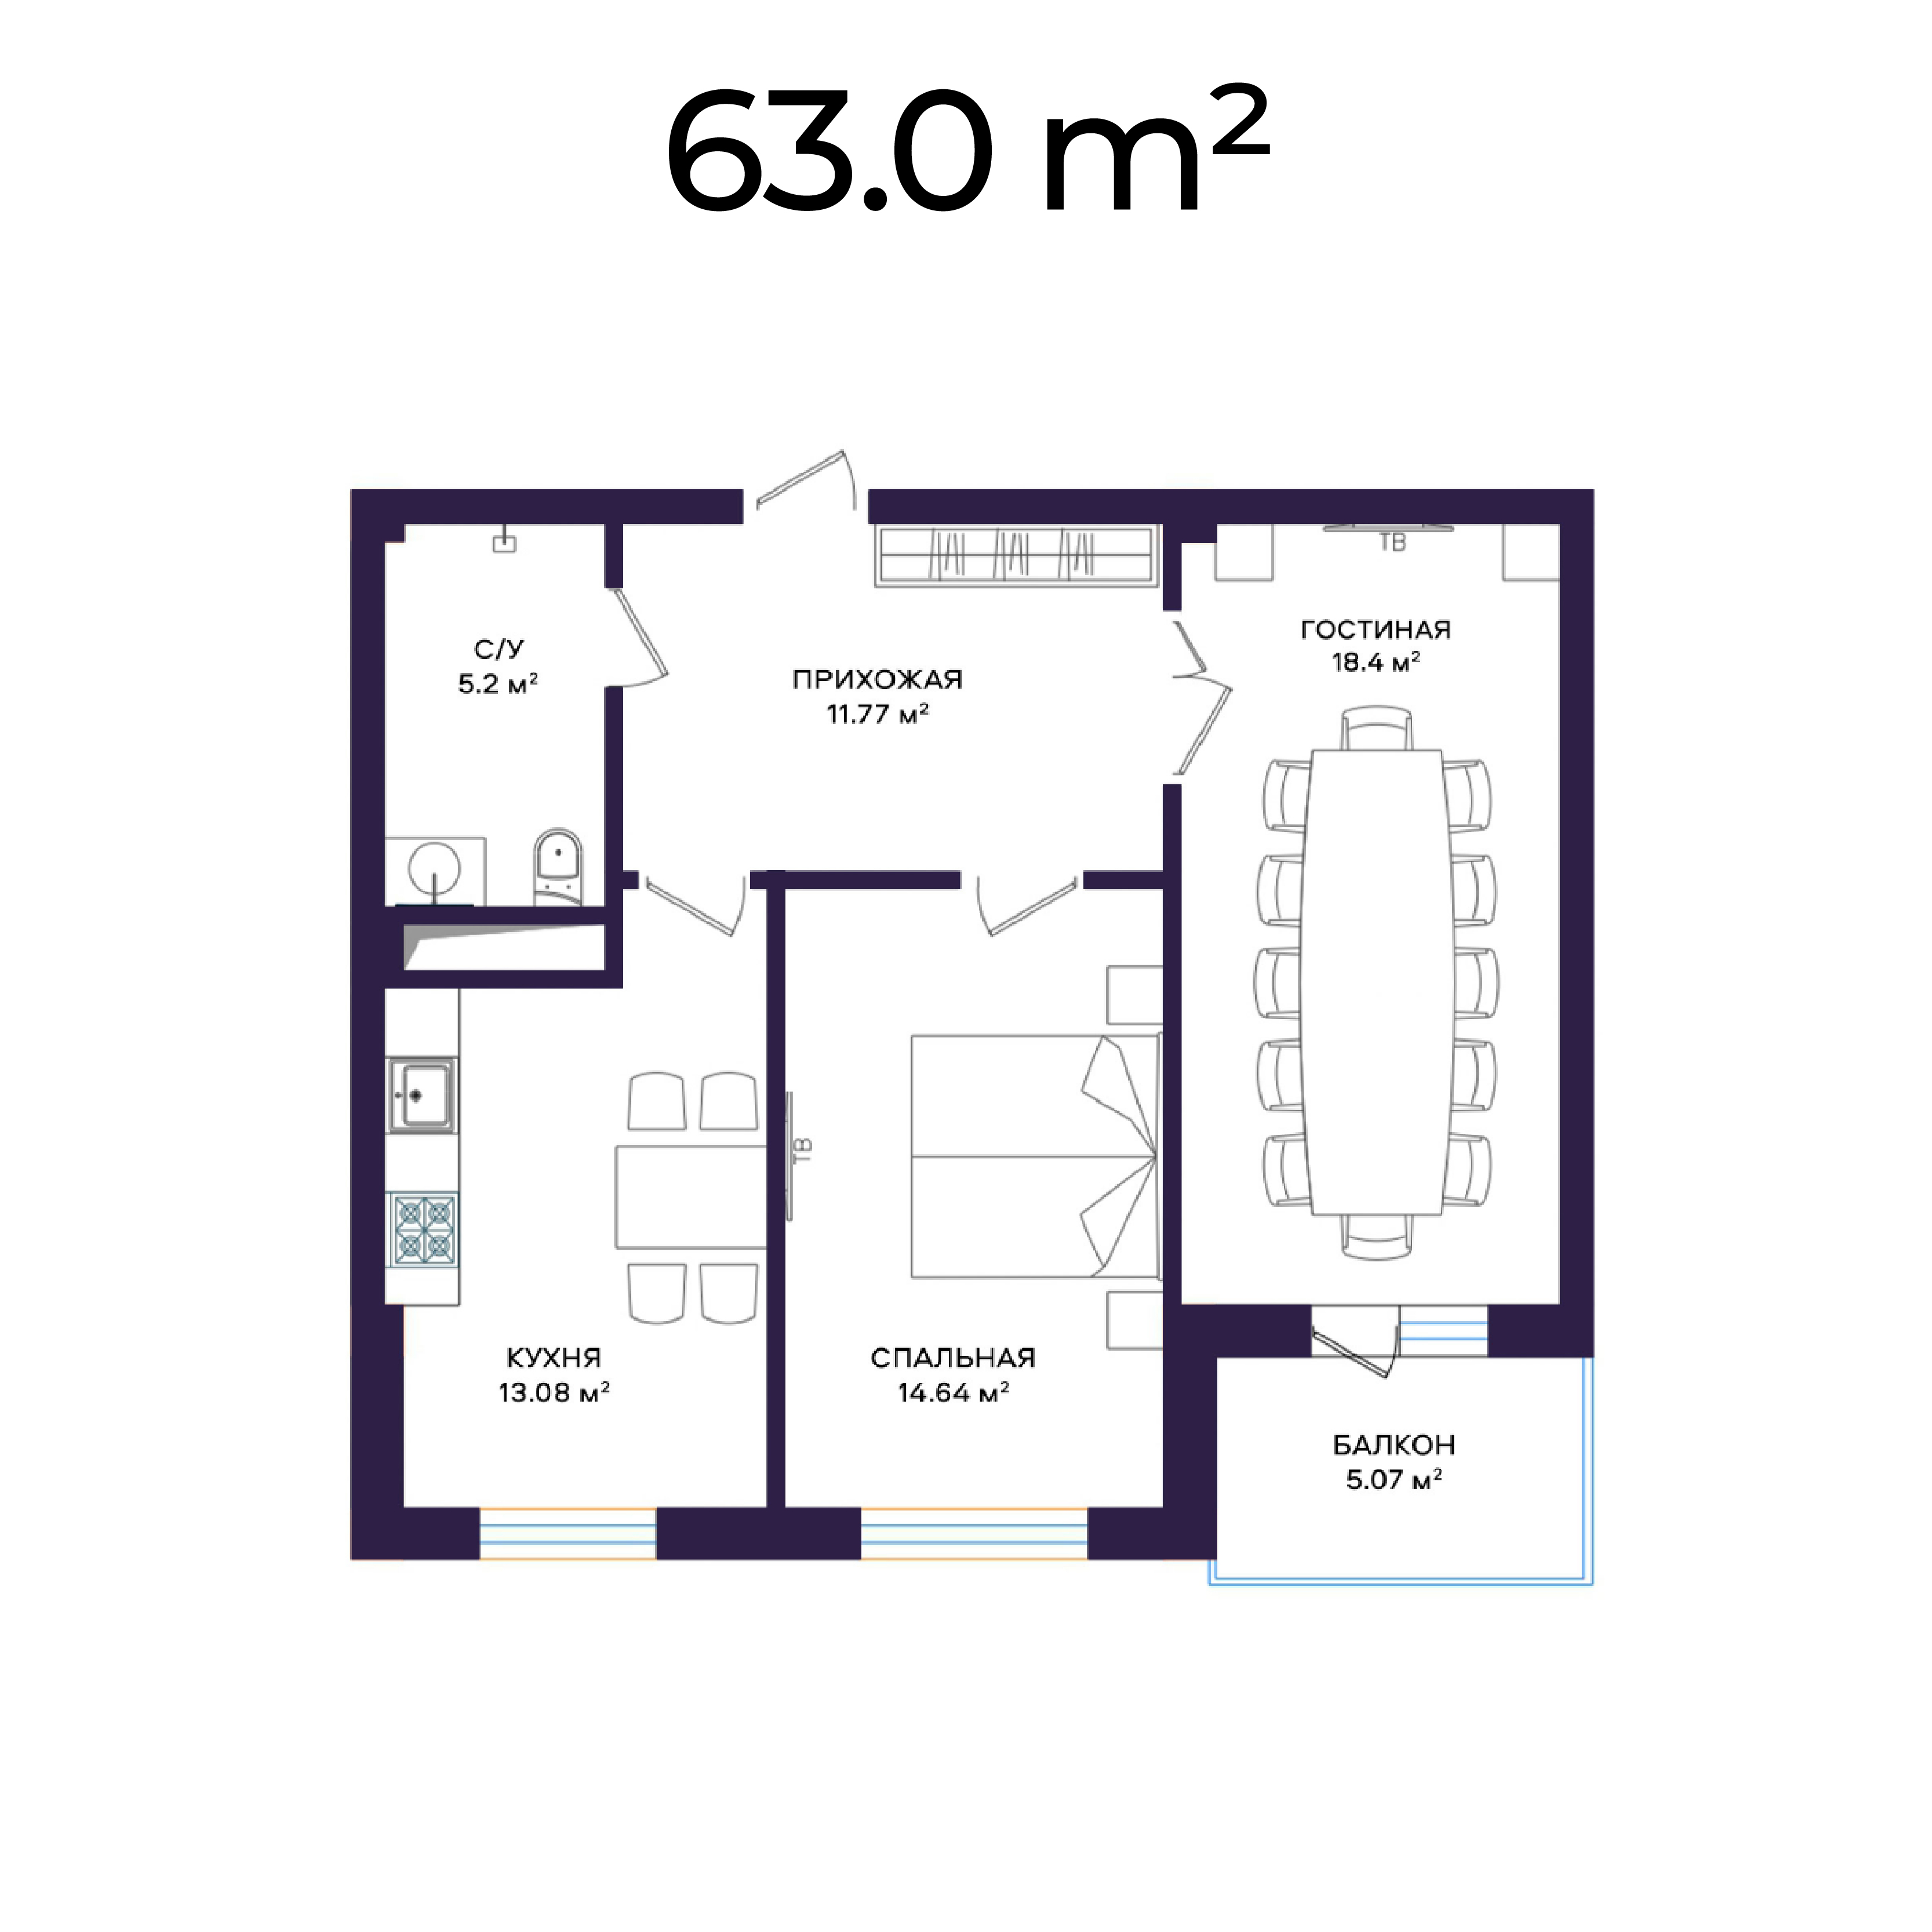 63.0 m²
ТВ
ГОСТИНАЯ
18.4 м²
С/У
5.2 м²
ПРИХОЖАЯ
11.77 м²
ТВ
КУХНЯ
13.08 м²
СПАЛЬНАЯ
14.64 м²
БАЛКОН
5.07 м²